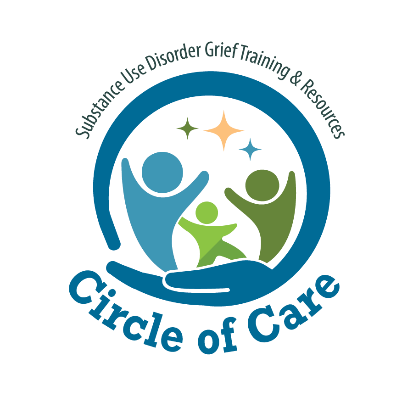 Substance Use Disorder Grief Training & Resources
Circle of Care